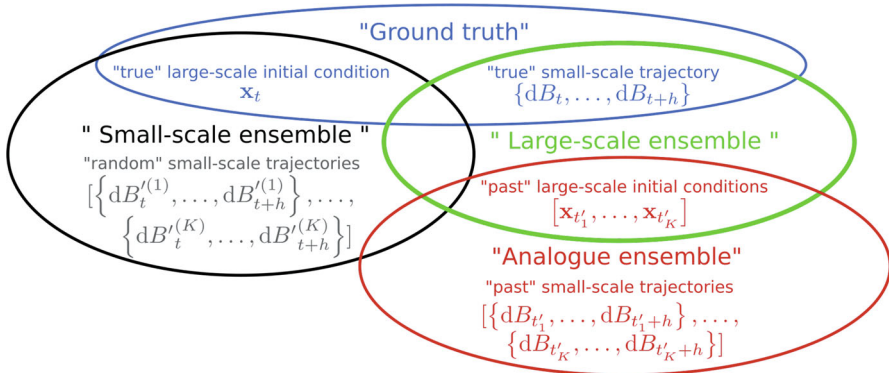 "Ground truth"
"true" large-scale initial condition
𝐱_t
"true" small-scale trajectory
{dB_t, ..., dB_{t+h}}
" Small-scale ensemble "
"random" small-scale trajectories
[{dB'^{(1)}_t, ..., dB'^{(1)}_{t+h}}, ...,
{dB'^{(K)}_t, ..., dB'^{(K)}_{t+h}}]
" Large-scale ensemble "
"past" large-scale initial conditions
[𝐱_{t'_1}, ..., 𝐱_{t'_K}]
"Analogue ensemble"
"past" small-scale trajectories
[{dB_{t'_1}, ..., dB_{t'_1+h}}, ...,
{dB_{t'_K}, ..., dB_{t'_K+h}}]